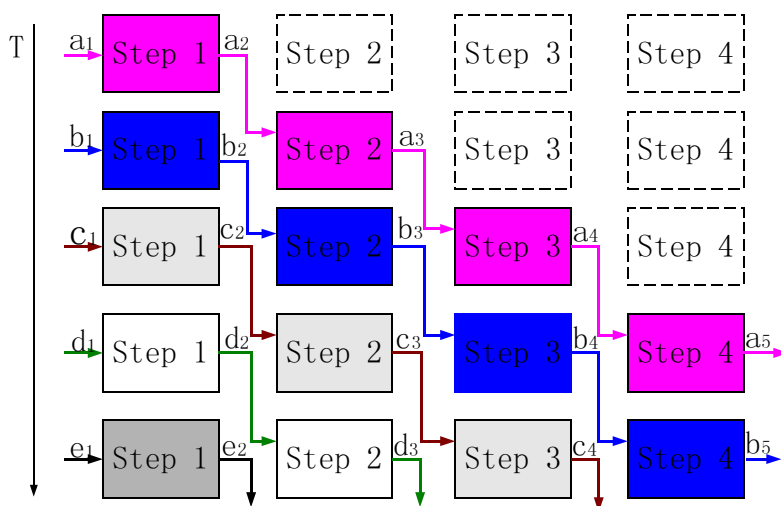 T
a1 Step 1 a2 Step 2 Step 3 Step 4
b1 Step 1 b2 Step 2 a3 Step 3 Step 4
c1 Step 1 c2 Step 2 b3 Step 3 a4 Step 4
d1 Step 1 d2 Step 2 c3 Step 3 b4 Step 4 a5
e1 Step 1 e2 Step 2 d3 Step 3 c4 Step 4 b5